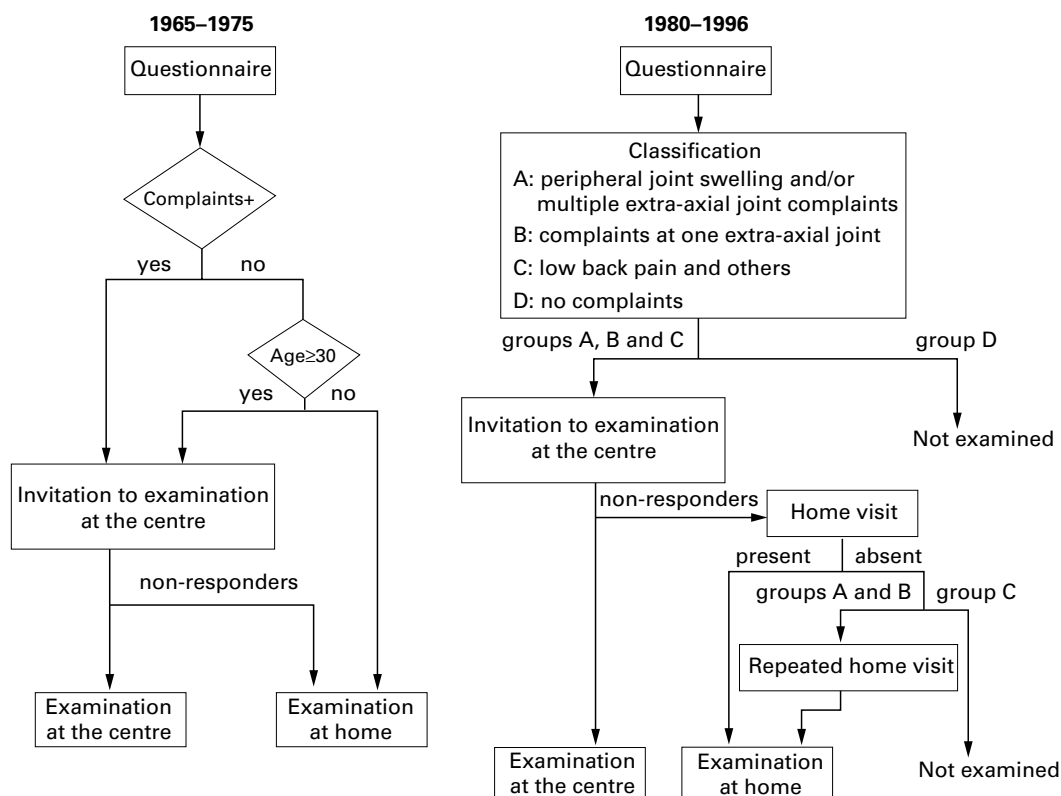 1965–1975
Questionnaire
Complaints+
yes
no
Age≥30
yes
no
Invitation to examination
at the centre
non-responders
Examination
at the centre
Examination
at home
1980–1996
Questionnaire
Classification
A: peripheral joint swelling and/or
multiple extra-axial joint complaints
B: complaints at one extra-axial joint
C: low back pain and others
D: no complaints
groups A, B and C
group D
Invitation to examination
at the centre
Not examined
non-responders
Home visit
present
absent
groups A and B
group C
Repeated home visit
Examination
at the centre
Examination
at home
Not examined